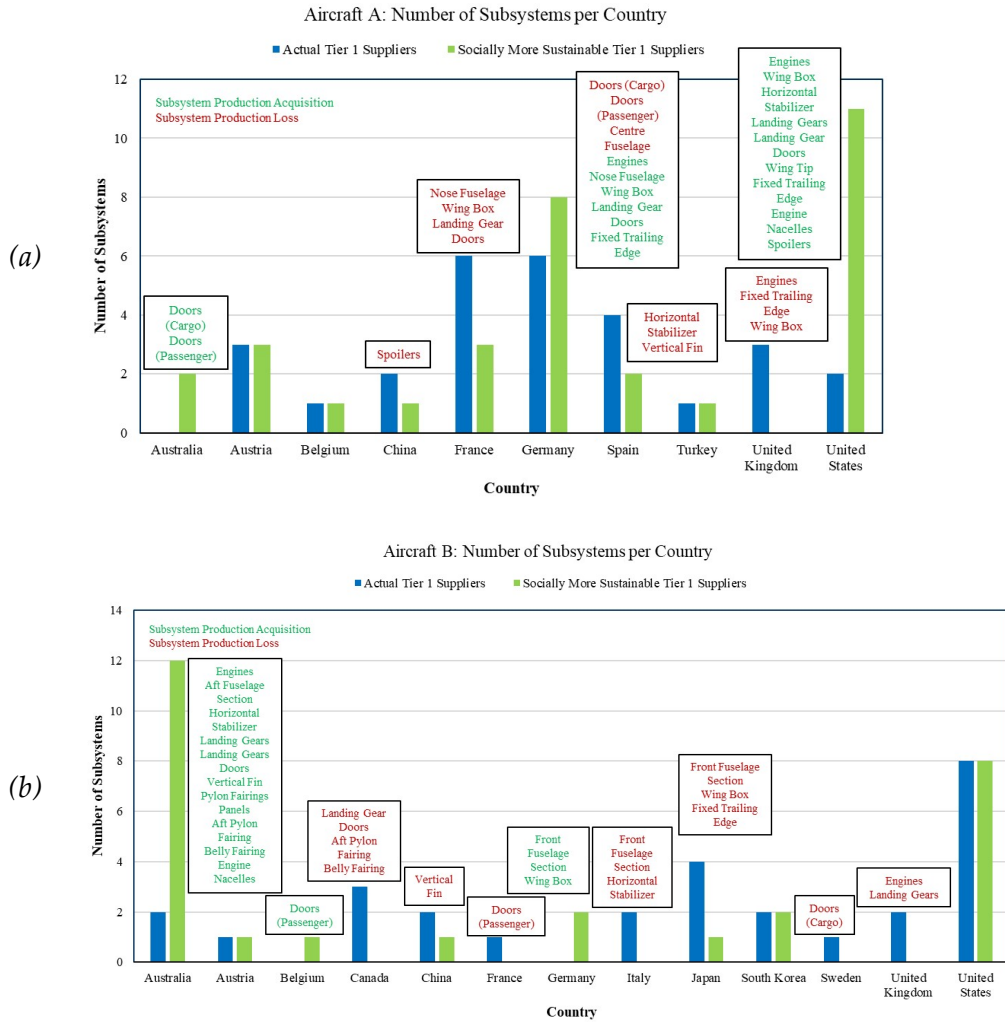 Aircraft A: Number of Subsystems per Country
Actual Tier 1 Suppliers
Socially More Sustainable Tier 1 Suppliers
(a)
Number of Subsystems
12
10
8
6
4
2
0
Subsystem Production Acquisition
Subsystem Production Loss
Doors
(Cargo)
Doors
(Passenger)
Spoilers
Nose Fuselage
Wing Box
Landing Gear
Doors
Doors (Cargo)
Doors
(Passenger)
Centre
Fuselage
Engines
Nose Fuselage
Wing Box
Landing Gear
Doors
Fixed Trailing
Edge
Horizontal
Stabilizer
Vertical Fin
Engines
Wing Box
Horizontal
Stabilizer
Landing Gears
Landing Gear
Doors
Wing Tip
Fixed Trailing
Edge
Engine
Nacelles
Spoilers
Engines
Fixed Trailing
Edge
Wing Box
Australia
Austria
Belgium
China
France
Germany
Spain
Turkey
United
Kingdom
United
States
Country
Aircraft B: Number of Subsystems per Country
Actual Tier 1 Suppliers
Socially More Sustainable Tier 1 Suppliers
(b)
Number of Subsystems
14
12
10
8
6
4
2
0
Subsystem Production Acquisition
Subsystem Production Loss
Engines
Aft Fuselage
Section
Horizontal
Stabilizer
Landing Gears
Landing Gears
Doors
Vertical Fin
Pylon Fairings
Panels
Aft Pylon
Fairing
Belly Fairing
Engine
Nacelles
Doors
(Passenger)
Landing Gear
Doors
Aft Pylon
Fairing
Belly Fairing
Vertical
Fin
Doors
(Passenger)
Front
Fuselage
Section
Wing Box
Front
Fuselage
Section
Horizontal
Stabilizer
Front Fuselage
Section
Wing Box
Fixed Trailing
Edge
Doors
(Cargo)
Engines
Landing Gears
Australia
Austria
Belgium
Canada
China
France
Germany
Italy
Japan
South Korea
Sweden
United
Kingdom
United
States
Country